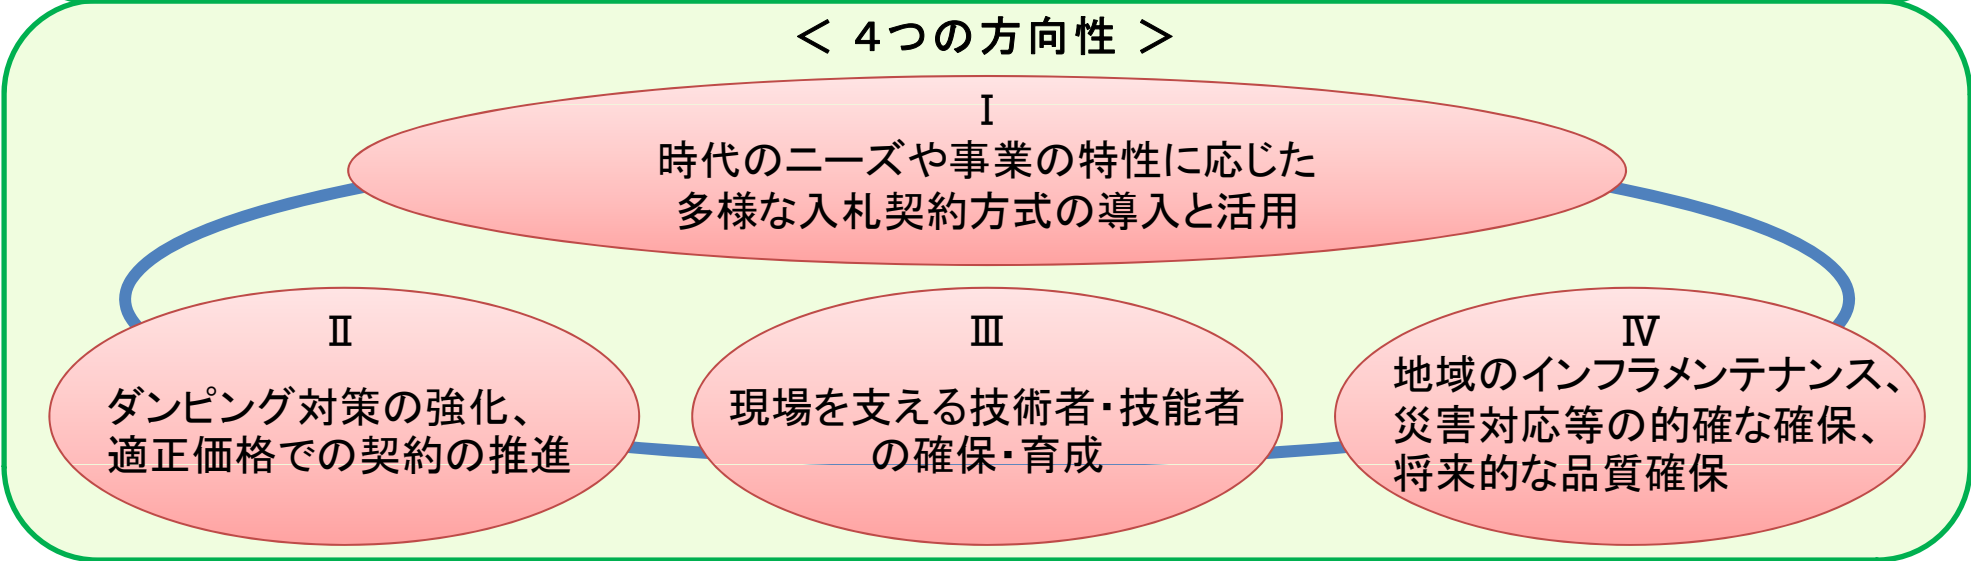 ＜ ４つの方向性 ＞
Ⅰ
時代のニーズや事業の特性に応じた
多様な入札契約方式の導入と活用
Ⅱ
ダンピング対策の強化、
適正価格での契約の推進
Ⅲ
現場を支える技術者・技能者
の確保・育成
Ⅳ
地域のインフラメンテナンス、
災害対応等の的確な確保、
将来的な品質確保